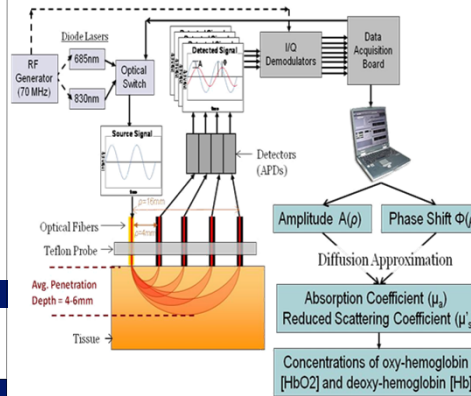 Diode Lasers
RF
Generator
(70 MHz)
685nm
830nm
Optical
Switch
Detected Signal
A
Φ
I/Q
Demodulators
Data
Acquisition
Board
Source Signal
Detectors
(APDs)
ρ=16mm
ρ=4mm
Optical Fibers
Teflon Probe
Avg. Penetration
Depth = 4-6mm
Tissue
Amplitude A(ρ)
Phase Shift Φ(
Diffusion Approximation
Absorption Coefficient (μa)
Reduced Scattering Coefficient (μ's
Concentrations of oxy-hemoglobin
[HbO2] and deoxy-hemoglobin [Hb]